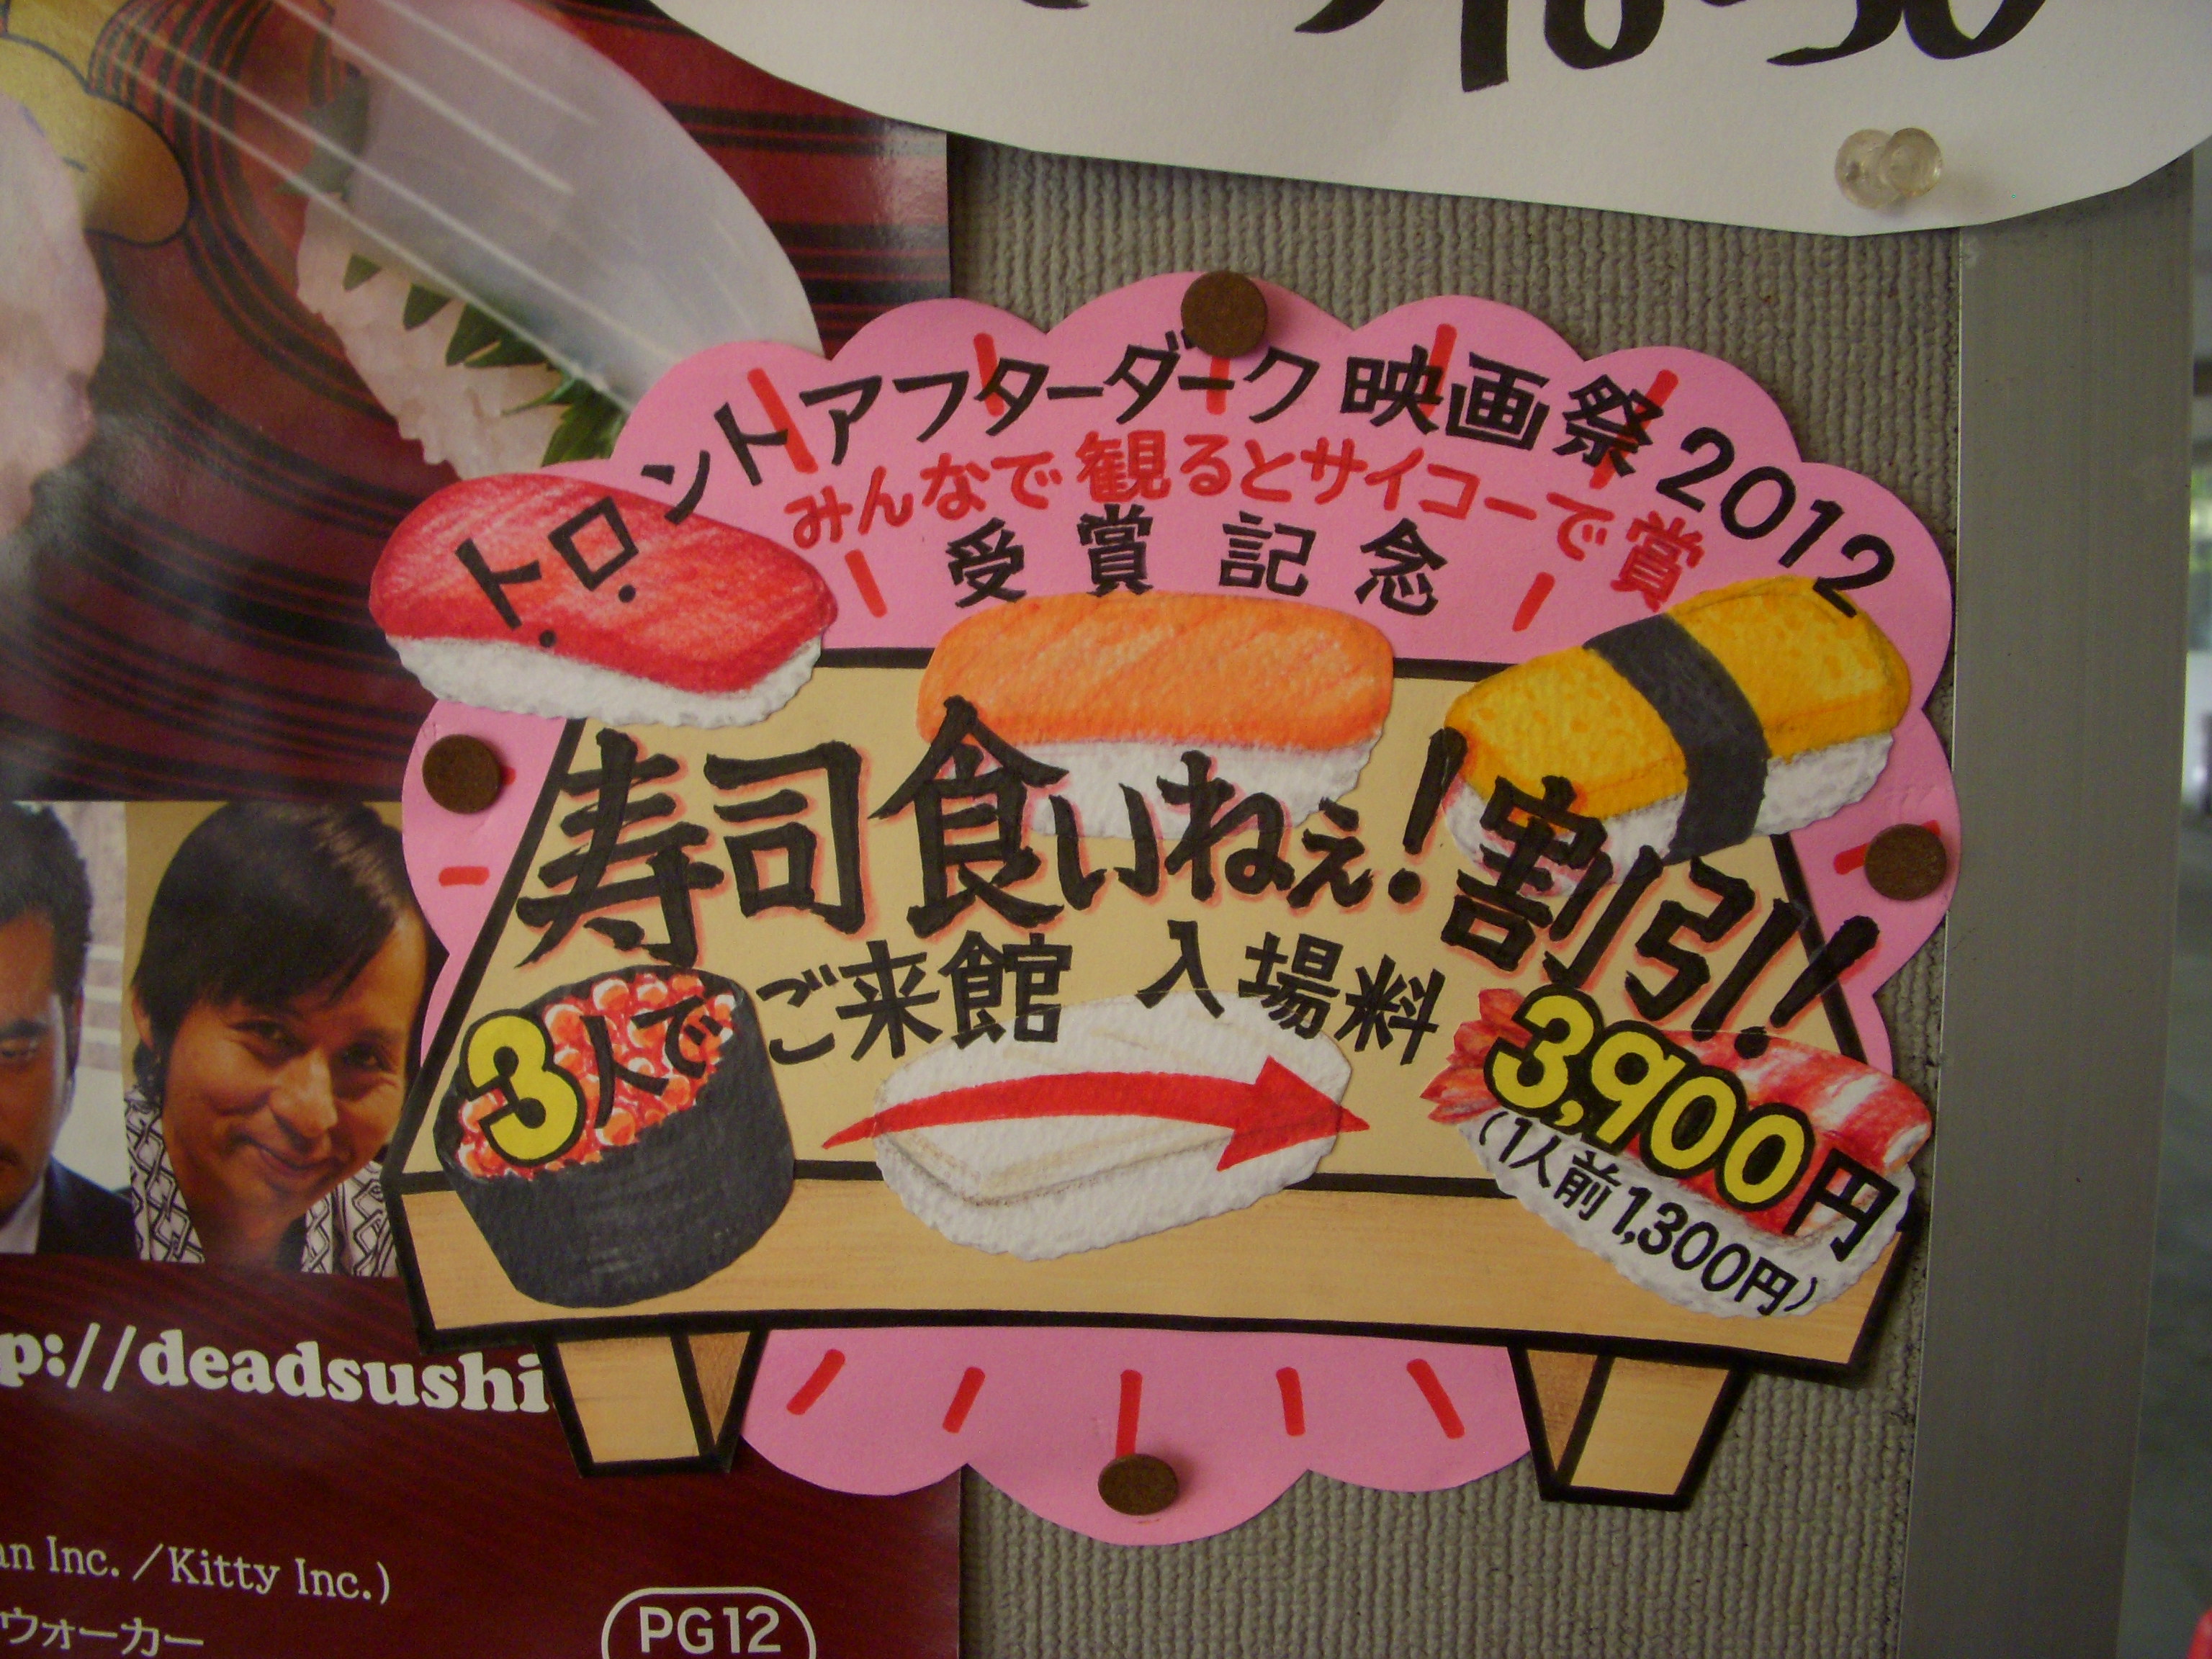 トロントアフターダーク映画祭2012
みんなで観るとサイコーで賞
受賞記念
寿司食いねぇ！割引!!
3人でご来館 入場料
3,900円
(1人前1,300円)
p://deadsushi
an Inc.／Kitty Inc.)
ウォーカー
PG12